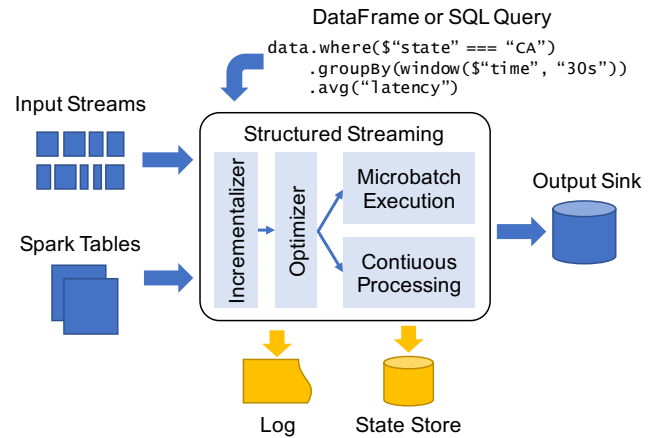 DataFrame or SQL Query
data.where($“state” === “CA”)
.groupBy(window($“time”, “30s”))
.avg(“latency”)
Input Streams
Structured Streaming
Incrementalizer
Optimizer
Microbatch
Execution
Contiuous
Processing
Output Sink
Spark Tables
Log
State Store